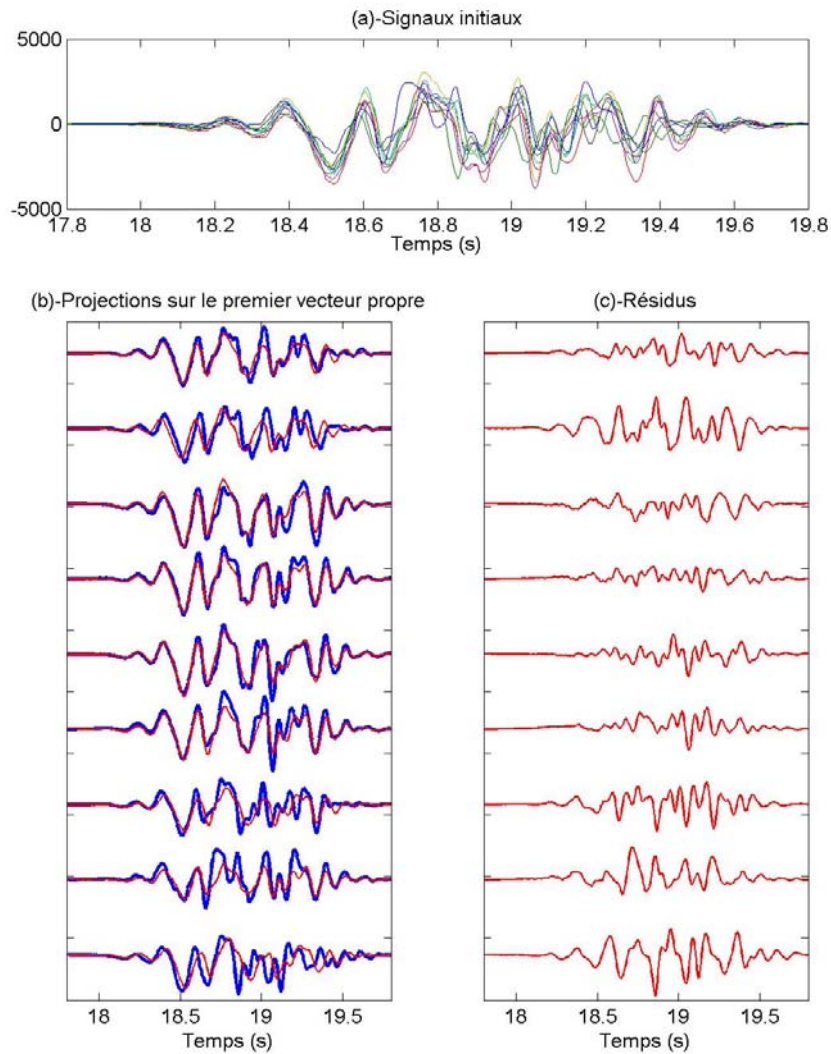 (a)-Signaux initiaux
5000
0
-5000
17.8 18 18.2 18.4 18.6 18.8 19 19.2 19.4 19.6 19.8
Temps (s)
(b)-Projections sur le premier vecteur propre
18 18.5 19 19.5
Temps (s)
(c)-Résidus
18 18.5 19 19.5
Temps (s)